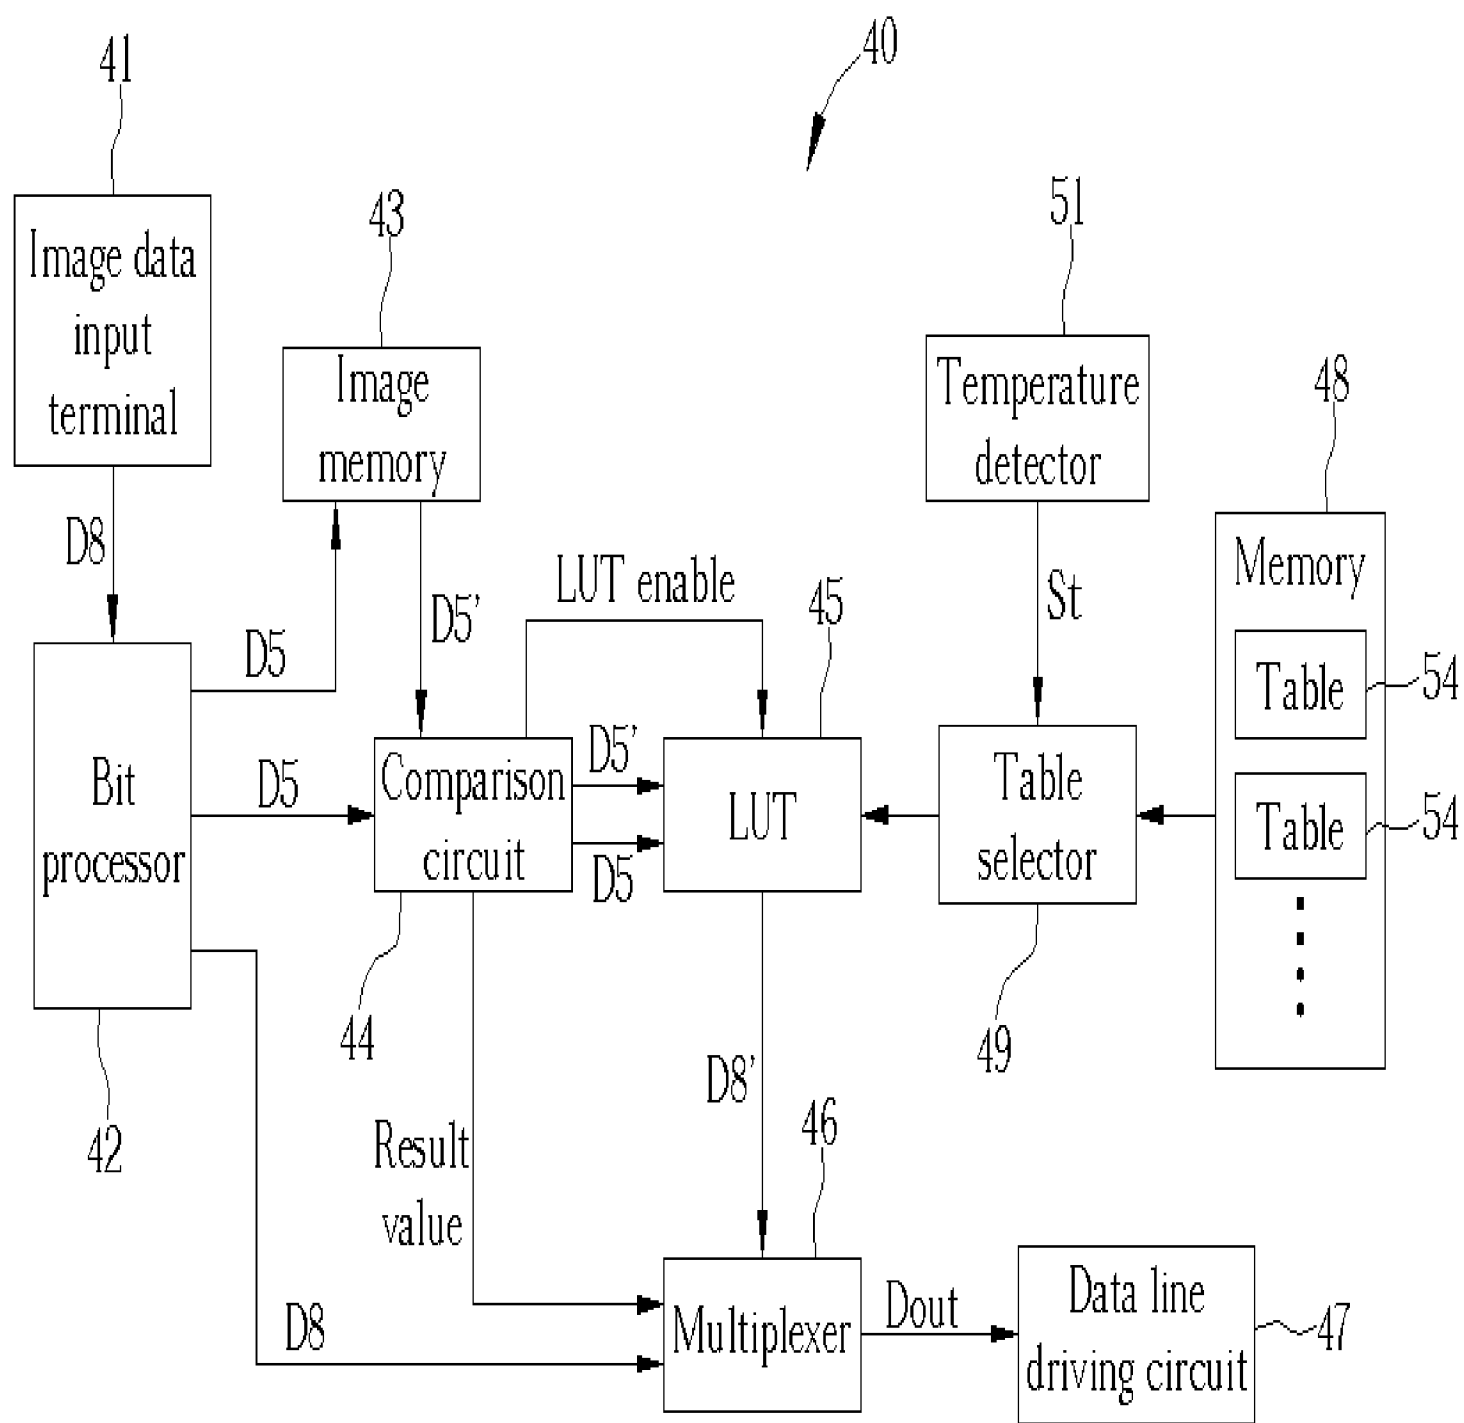 40
41
Image data
input
terminal
43
Image
memory
51
Temperature
detector
48
Memory
Table
54
Table
54
D8
D5
D5'
LUT enable
45
St
Bit
processor
42
D5
Comparison
circuit
44
D5'
D5
LUT
Table
selector
49
Result
value
D8'
46
D8
Multiplexer
Dout
Data line
driving circuit
47